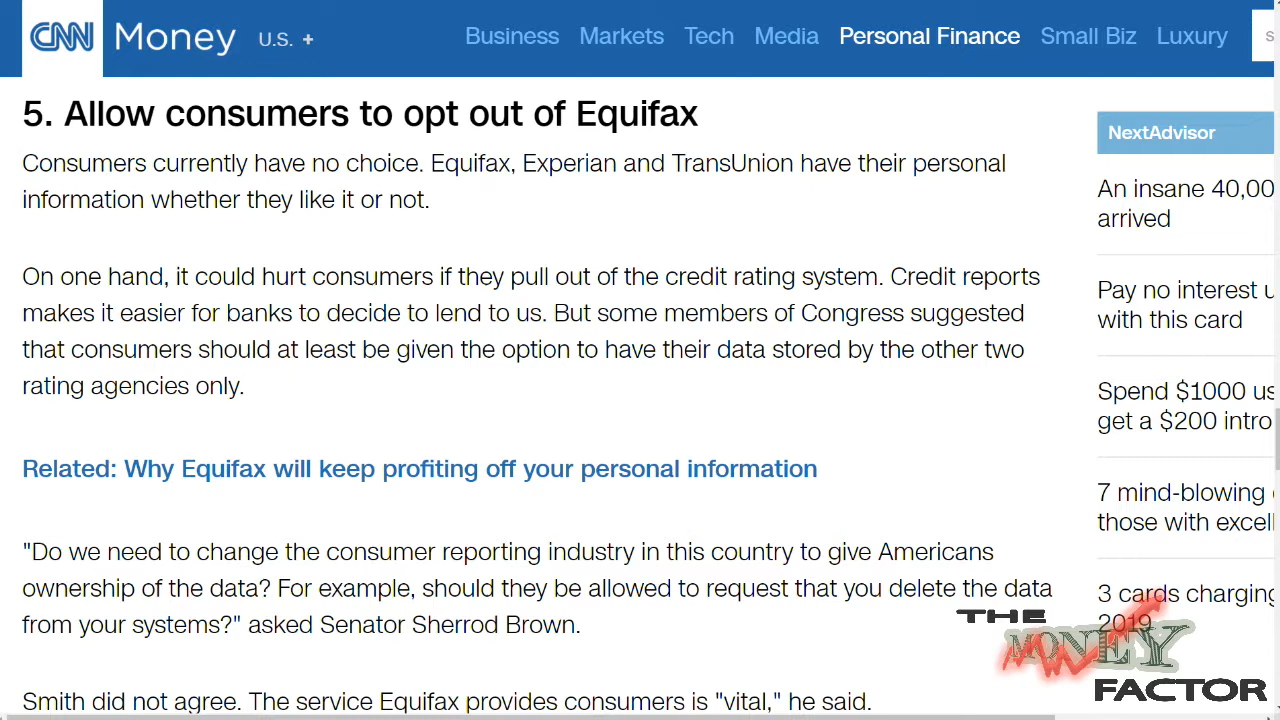 CNN Money U.S. + Business Markets Tech Media Personal Finance Small Biz Luxury
5. Allow consumers to opt out of Equifax
Consumers currently have no choice. Equifax, Experian and TransUnion have their personal
information whether they like it or not.
On one hand, it could hurt consumers if they pull out of the credit rating system. Credit reports
makes it easier for banks to decide to lend to us. But some members of Congress suggested
that consumers should at least be given the option to have their data stored by the other two
rating agencies only.
Related: Why Equifax will keep profiting off your personal information
"Do we need to change the consumer reporting industry in this country to give Americans
ownership of the data? For example, should they be allowed to request that you delete the data
from your systems?" asked Senator Sherrod Brown.
Smith did not agree. The service Equifax provides consumers is "vital," he said.
NextAdvisor
An insane 40,00
arrived
Pay no interest u
with this card
Spend $1000 us
get a $200 intro
7 mind-blowing
those with excell
3 cards charging
2019
THE
MONEY
FACTOR